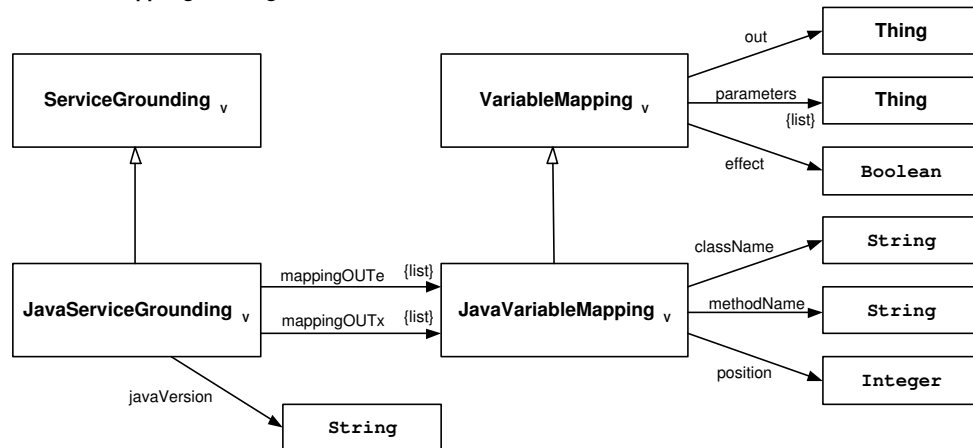 out
Thing
ServiceGrounding v
VariableMapping v
parameters
{list}
Thing
effect
Boolean
className
String
JavaServiceGrounding v
mappingOUTe {list}
mappingOUTx {list}
JavaVariableMapping v
methodName
String
position
Integer
javaVersion
String